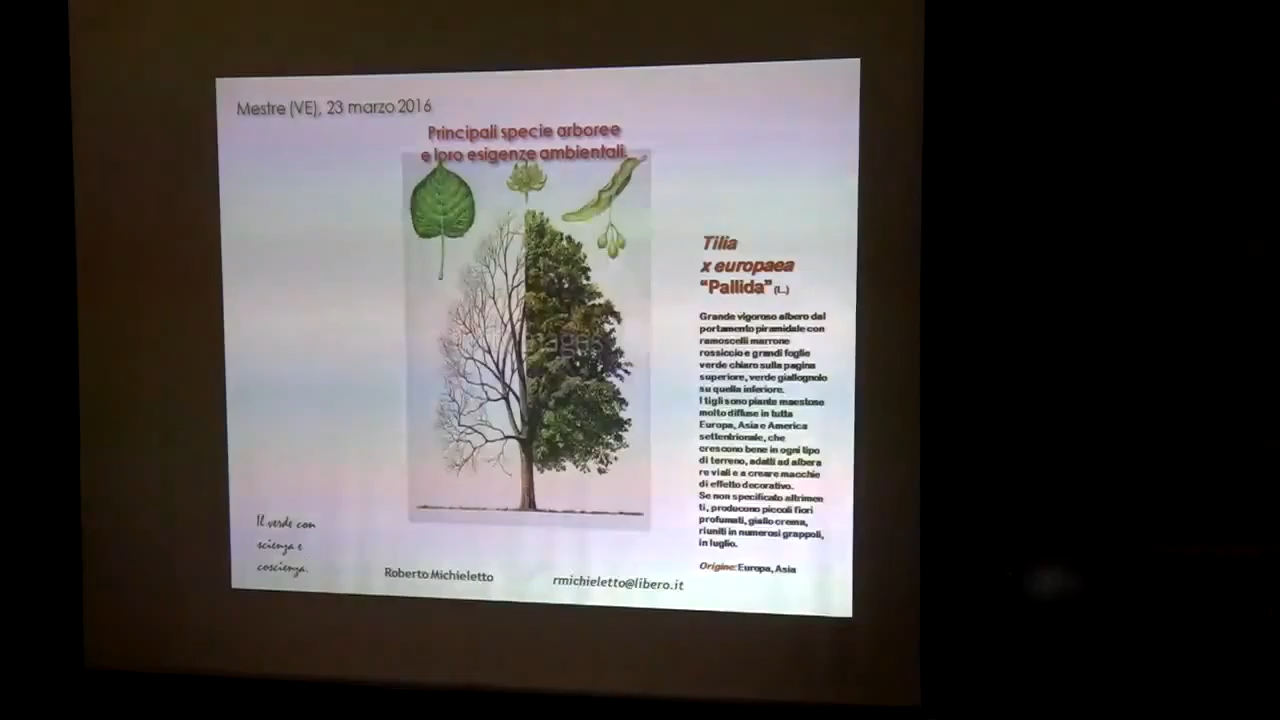 Mestre (VE), 23 marzo 2016
Principali specie arboree
e loro esigenze ambientali.
Tilia
x europaea
“Pallida” (L.)
Grande vigoroso albero dal
portamento piramidale con
ramoscelli marrone
rossiccio e grandi foglie
verde chiaro sulla pagina
superiore, verde giallognolo
su quella inferiore.
I tigli sono piante maestose
molto diffuse in tutta
Europa, Asia e America
settentrionale, che
crescono bene in ogni tipo
di terreno, adatti ad albera
re viali e a creare macchie
di effetto decorativo.
Se non specificato altrimen
ti, producono piccoli fiori
profumati, giallo crema,
riuniti in numerosi grappoli,
in luglio.
Origine: Europa, Asia
Il verde con
scienza e
coscienza.
Roberto Michieletto
rmichieletto@libero.it